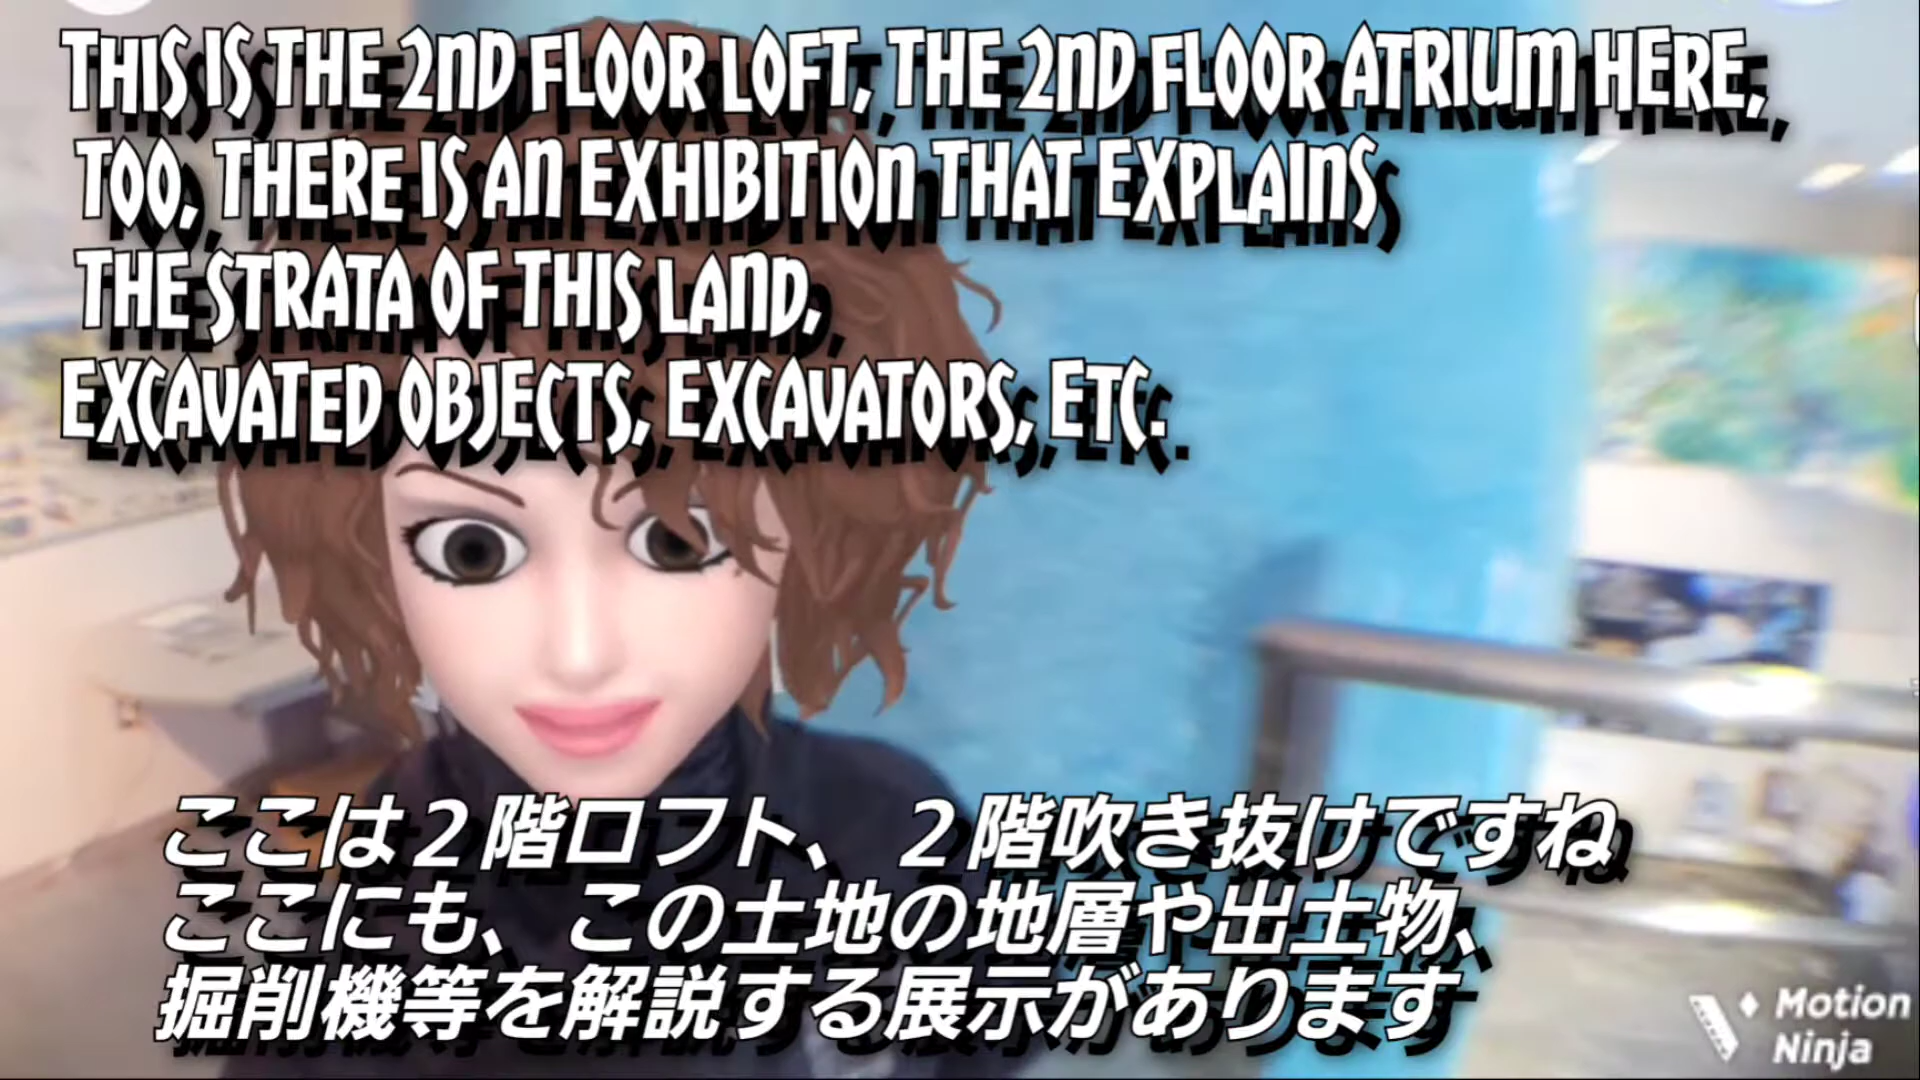 THIS IS THE 2ND FLOOR LOFT, THE 2ND FLOOR ATRIUM HERE,
TOO, THERE IS AN EXHIBITION THAT EXPLAINS
THE STRATA OF THIS LAND,
EXCAVATED OBJECTS, EXCAVATORS, ETC.
ここは２階ロフト、２階吹き抜けですね
ここにも、この土地の地層や出土物、
掘削機等を解説する展示があります
Motion
Ninja